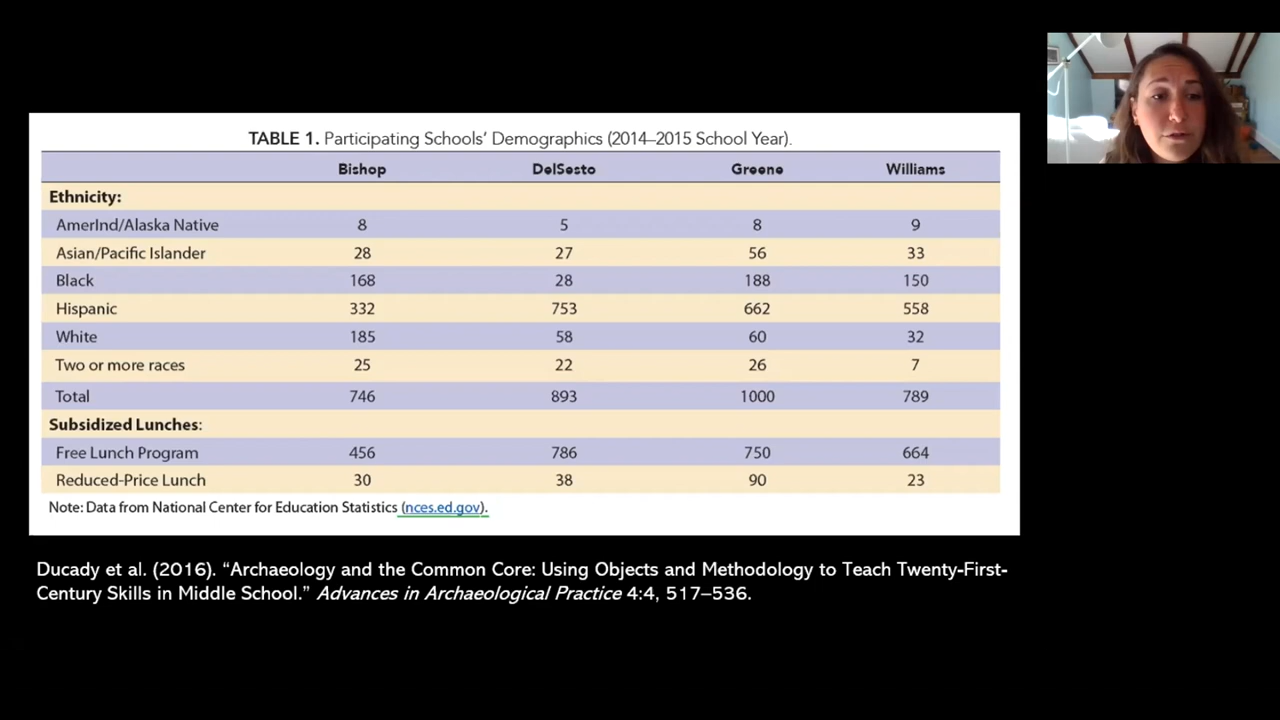 TABLE 1. Participating Schools' Demographics (2014–2015 School Year).
Bishop DelSesto Greene Williams
Ethnicity:
AmerInd/Alaska Native 8 5 8 9
Asian/Pacific Islander 28 27 56 33
Black 168 28 188 150
Hispanic 332 753 662 558
White 185 58 60 32
Two or more races 25 22 26 7
Total 746 893 1000 789
Subsidized Lunches:
Free Lunch Program 456 786 750 664
Reduced-Price Lunch 30 38 90 23
Note: Data from National Center for Education Statistics (nces.ed.gov).
Ducady et al. (2016). “Archaeology and the Common Core: Using Objects and Methodology to Teach Twenty-First-
Century Skills in Middle School.” Advances in Archaeological Practice 4:4, 517–536.